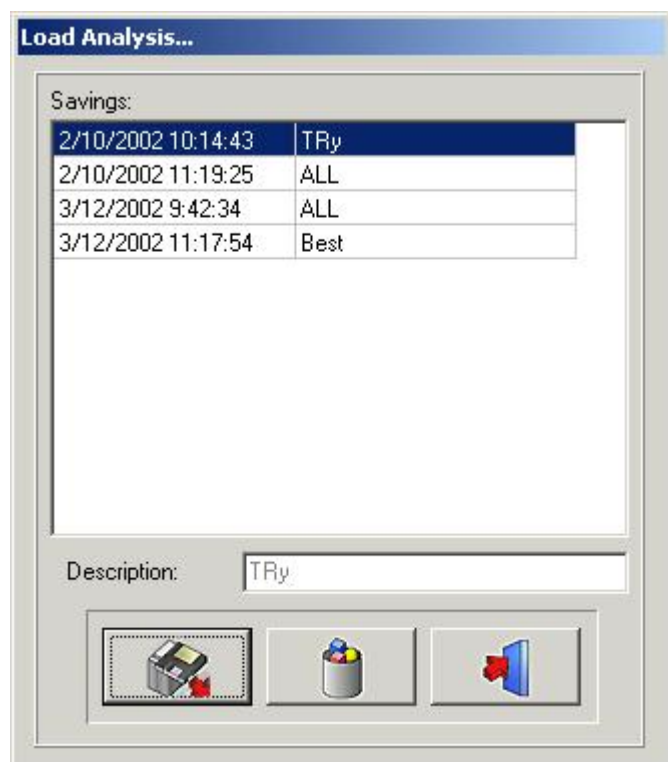 Load Analysis...
Savings:
2/10/2002 10:14:43 TRy
2/10/2002 11:19:25 ALL
3/12/2002 9:42:34 ALL
3/12/2002 11:17:54 Best
Description: TRy